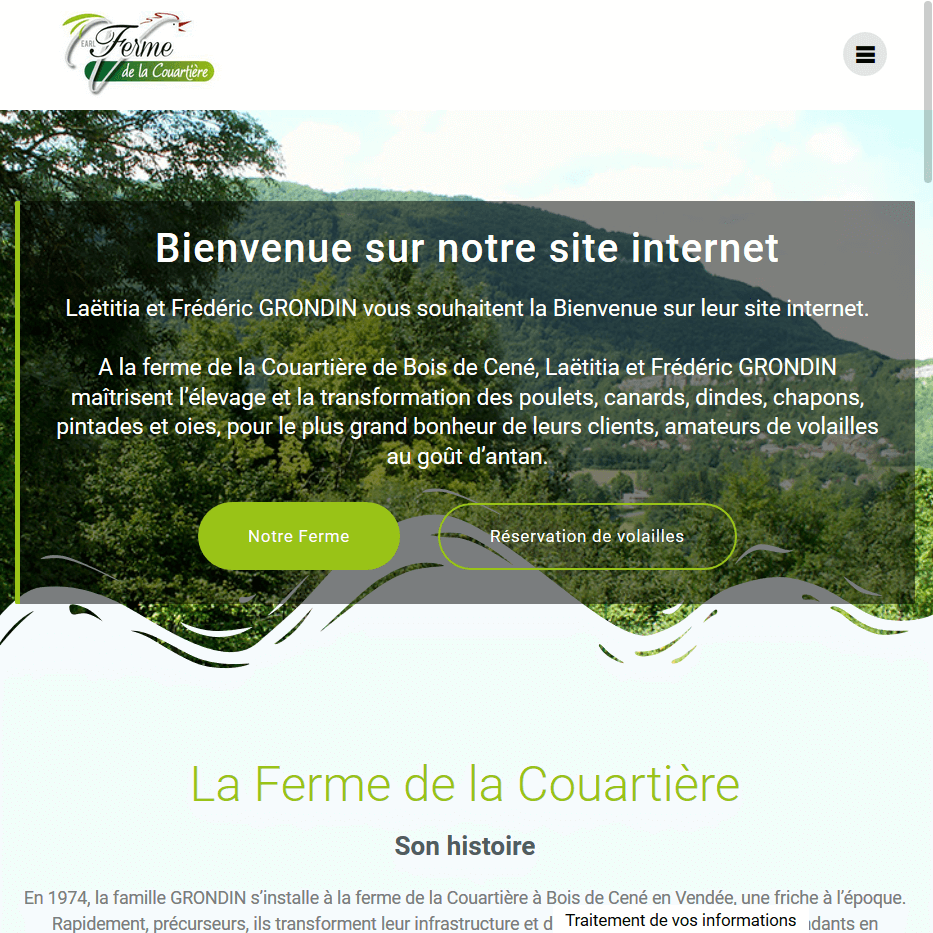 EARL
Ferme
de la Couartière
Bienvenue sur notre site internet
Laëtitia et Frédéric GRONDIN vous souhaitent la Bienvenue sur leur site internet.
A la ferme de la Couartière de Bois de Cené, Laëtitia et Frédéric GRONDIN
maîtrisent l’élevage et la transformation des poulets, canards, dindes, chapons,
pintades et oies, pour le plus grand bonheur de leurs clients, amateurs de volailles
au goût d’antan.
Notre Ferme
Réservation de volailles
La Ferme de la Couartière
Son histoire
En 1974, la famille GRONDIN s’installe à la ferme de la Couartière à Bois de Cené en Vendée, une friche à l’époque.
Rapidement, précurseurs, ils transforment leur infrastructure et d
Traitement de vos informations
ndants en